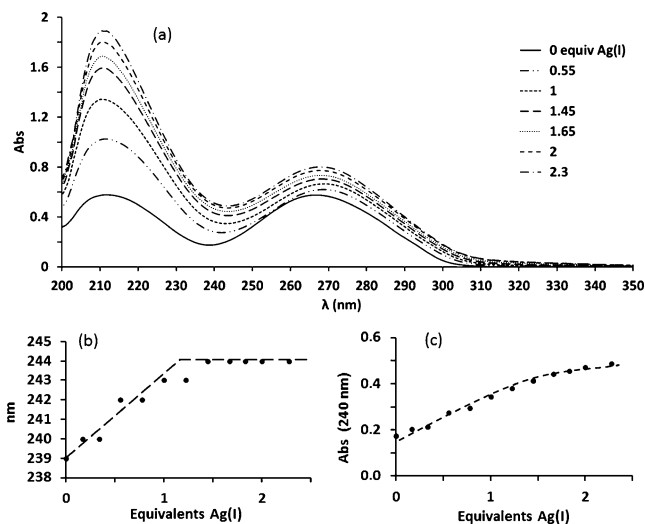 (a)
2
1.6
1.2
0.8
0.4
0
Abs
200 210 220 230 240 250 260 270 280 290 300 310 320 330 340 350
λ (nm)
0 equiv Ag(I)
0.55
1
1.45
1.65
2
2.3
(b)
245
244
243
242
241
240
239
238
nm
0 1 2
Equivalents Ag(I)
(c)
0.6
0.4
0.2
0.0
Abs (240 nm)
0 1 2
Equivalents Ag(I)